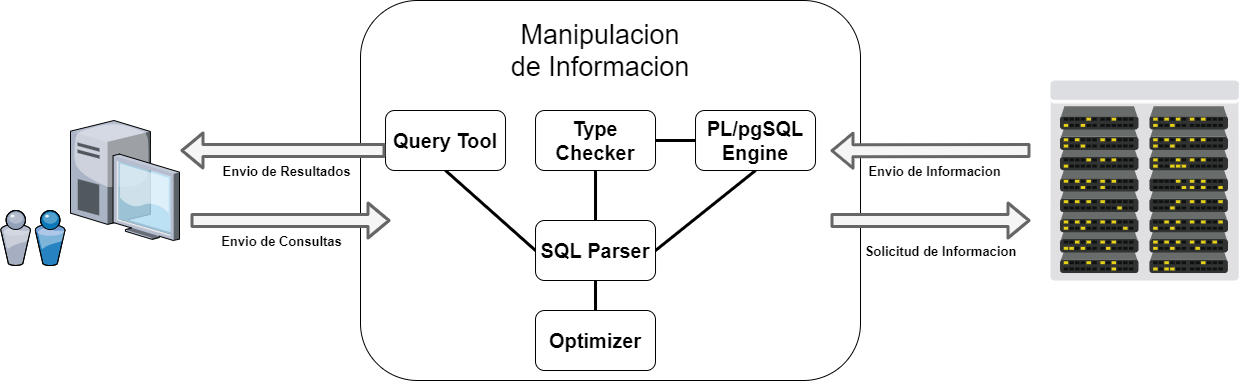 Manipulacion
de Informacion
Query Tool
Type
Checker
PL/pgSQL
Engine
Envio de Resultados
Envio de Informacion
Envio de Consultas
SQL Parser
Solicitud de Informacion
Optimizer